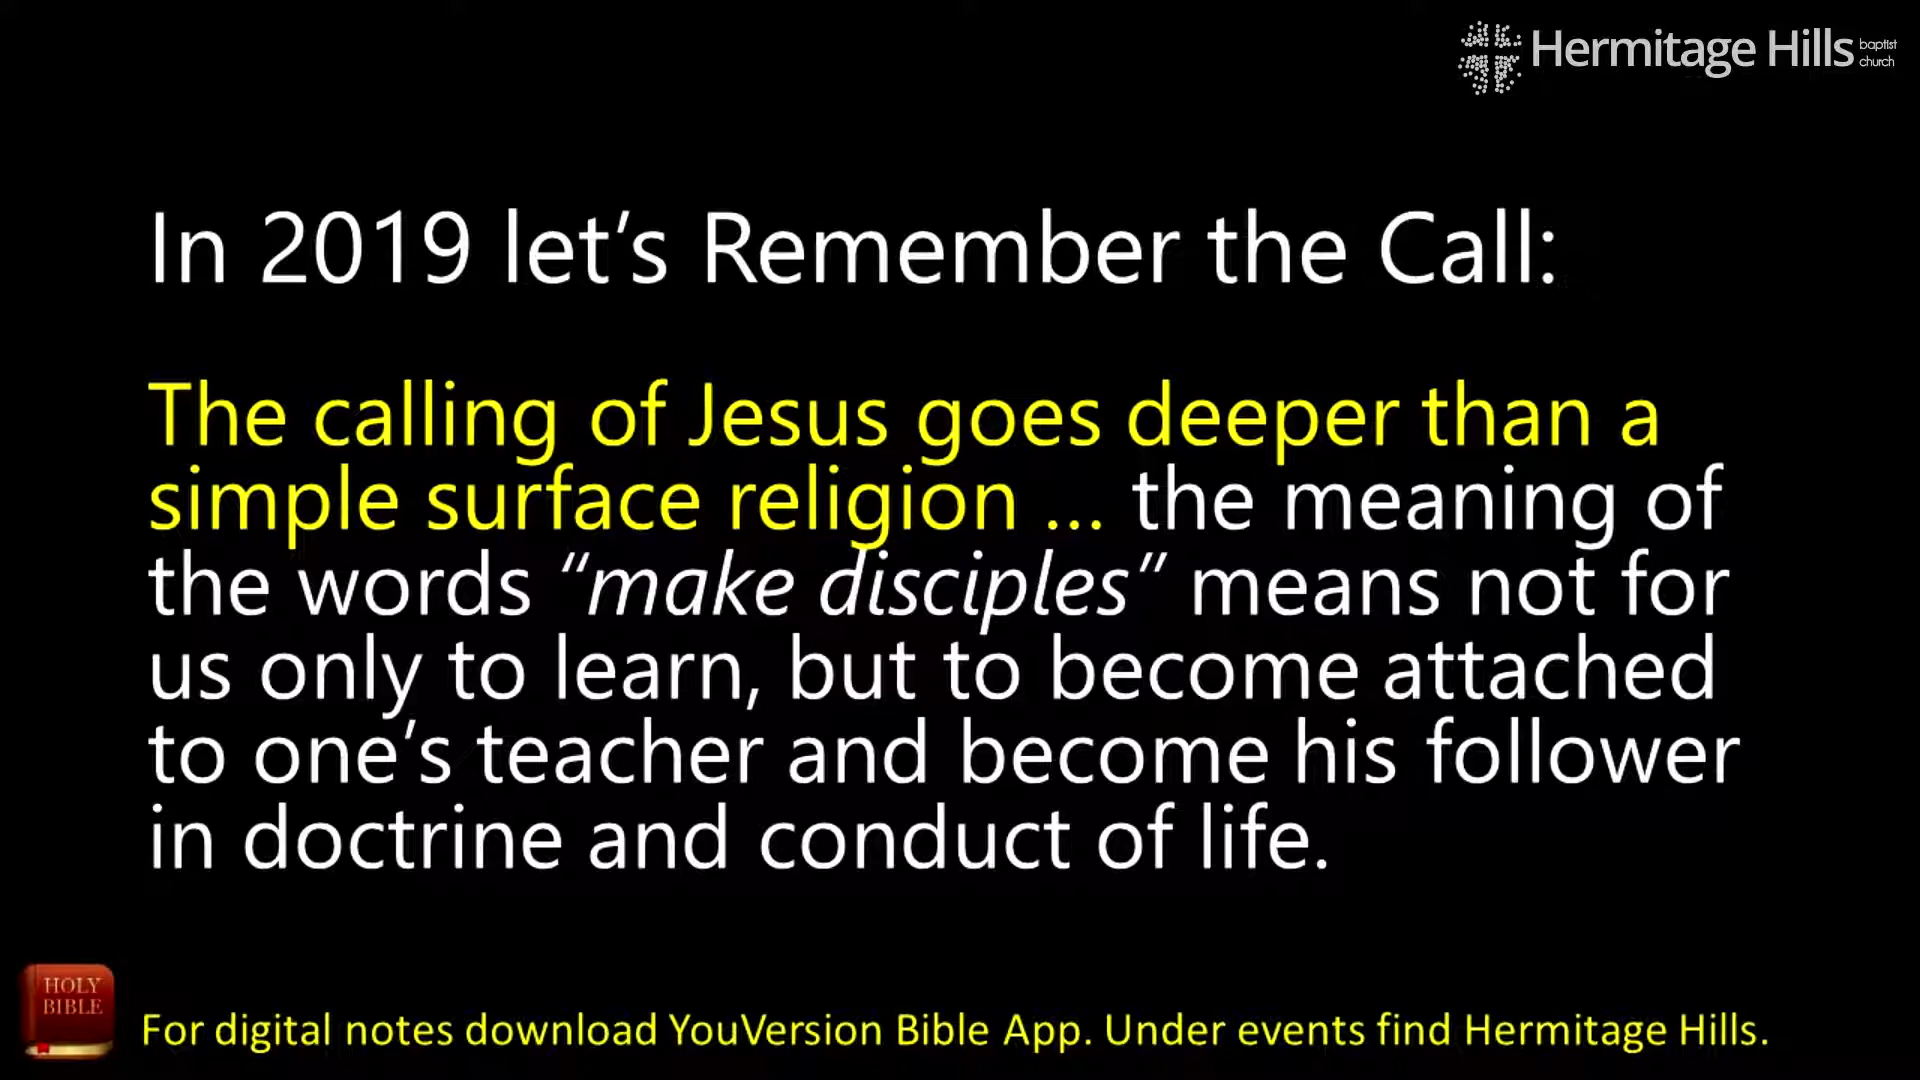 Hermitage Hills baptist church
In 2019 let’s Remember the Call:
The calling of Jesus goes deeper than a
simple surface religion ... the meaning of
the words “make disciples” means not for
us only to learn, but to become attached
to one’s teacher and become his follower
in doctrine and conduct of life.
HOLY
BIBLE
For digital notes download YouVersion Bible App. Under events find Hermitage Hills.